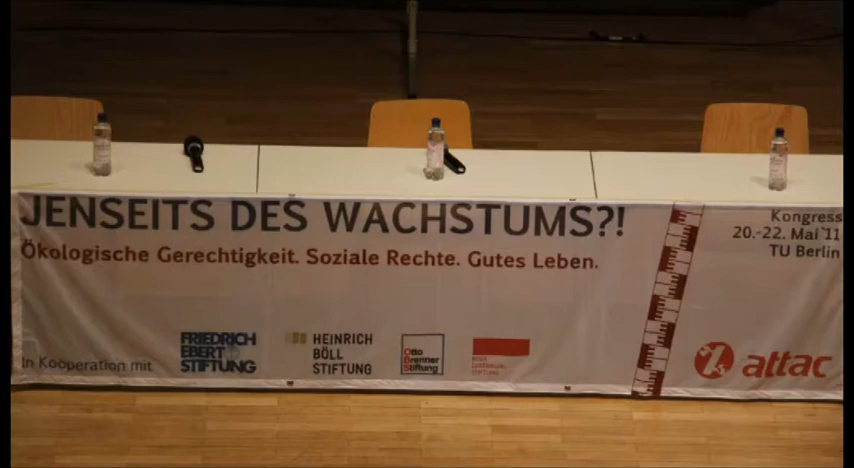 JENSEITS DES WACHSTUMS?!
Ökologische Gerechtigkeit. Soziale Rechte. Gutes Leben.
Kongress
20.-22. Mai 11
TU Berlin
In Kooperation mit
FRIEDRICH
EBERT
STIFTUNG
HEINRICH
BÖLL
STIFTUNG
Otto
Brenner
Stiftung
attac